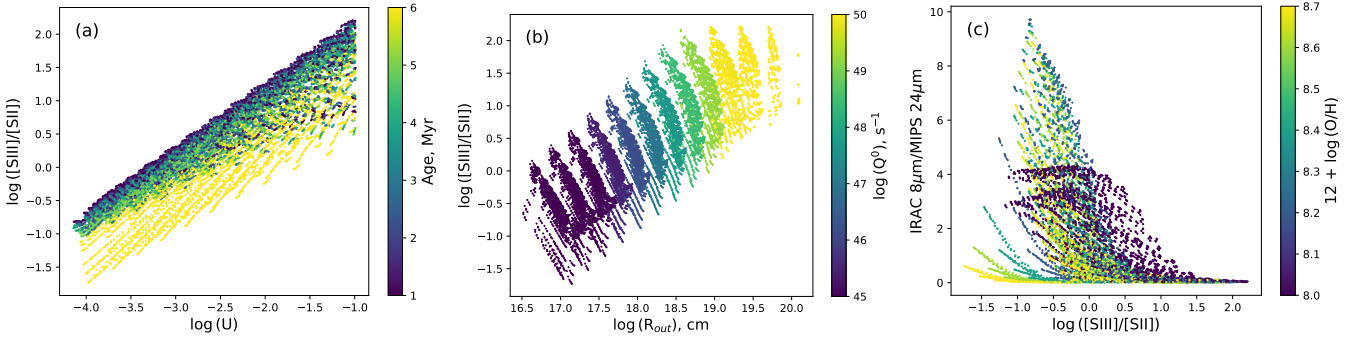 (a)
2.0
1.5
1.0
0.5
0.0
−0.5
−1.0
−1.5
log ([SIII]/[SII])
−4.0 −3.5 −3.0 −2.5 −2.0 −1.5 −1.0
log (U)
6
5
4
3
2
1
Age, Myr
(b)
2.0
1.5
1.0
0.5
0.0
−0.5
−1.0
−1.5
log ([SIII]/[SII])
16.5 17.0 17.5 18.0 18.5 19.0 19.5 20.0
log (R_out), cm
50
49
48
47
46
45
log (Q⁰), s⁻¹
(c)
10
8
6
4
2
0
IRAC 8μm/MIPS 24μm
−1.5 −1.0 −0.5 0.0 0.5 1.0 1.5 2.0
log ([SIII]/[SII])
8.7
8.6
8.5
8.4
8.3
8.2
8.1
8.0
12 + log (O/H)